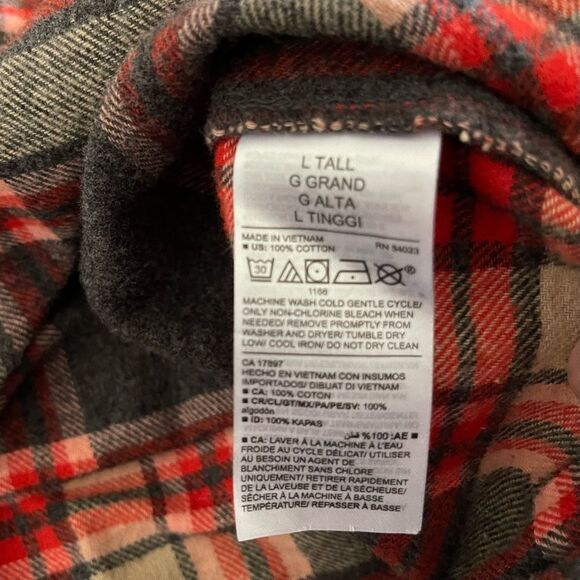 L TALL
G GRAND
G ALTA
L TINGGI
MADE IN VIETNAM RN 54023
■ US: 100% COTTON
30
1166
MACHINE WASH COLD GENTLE CYCLE/
ONLY NON-CHLORINE BLEACH WHEN
NEEDED/ REMOVE PROMPTLY FROM
WASHER AND DRYER/ TUMBLE DRY
LOW/ COOL IRON/ DO NOT DRY CLEAN
CA 17897
HECHO EN VIETNAM CON INSUMOS
IMPORTADOS/ DIBUAT DI VIETNAM
■ CA: 100% COTON
■ CR/CL/GT/MX/PA/PE/SV: 100%
algodón
■ ID: 100% KAPAS
■ AE: 100% قطن
■ CA: LAVER À LA MACHINE À L'EAU
FROIDE AU CYCLE DÉLICAT/ UTILISER
AU BESOIN UN AGENT DE
BLANCHIMENT SANS CHLORE
UNIQUEMENT/ RETIRER RAPIDEMENT
DE LA LAVEUSE ET DE LA SÉCHEUSE/
SÉCHER À LA MACHINE À BASSE
TEMPÉRATURE/ REPASSER À BASSE